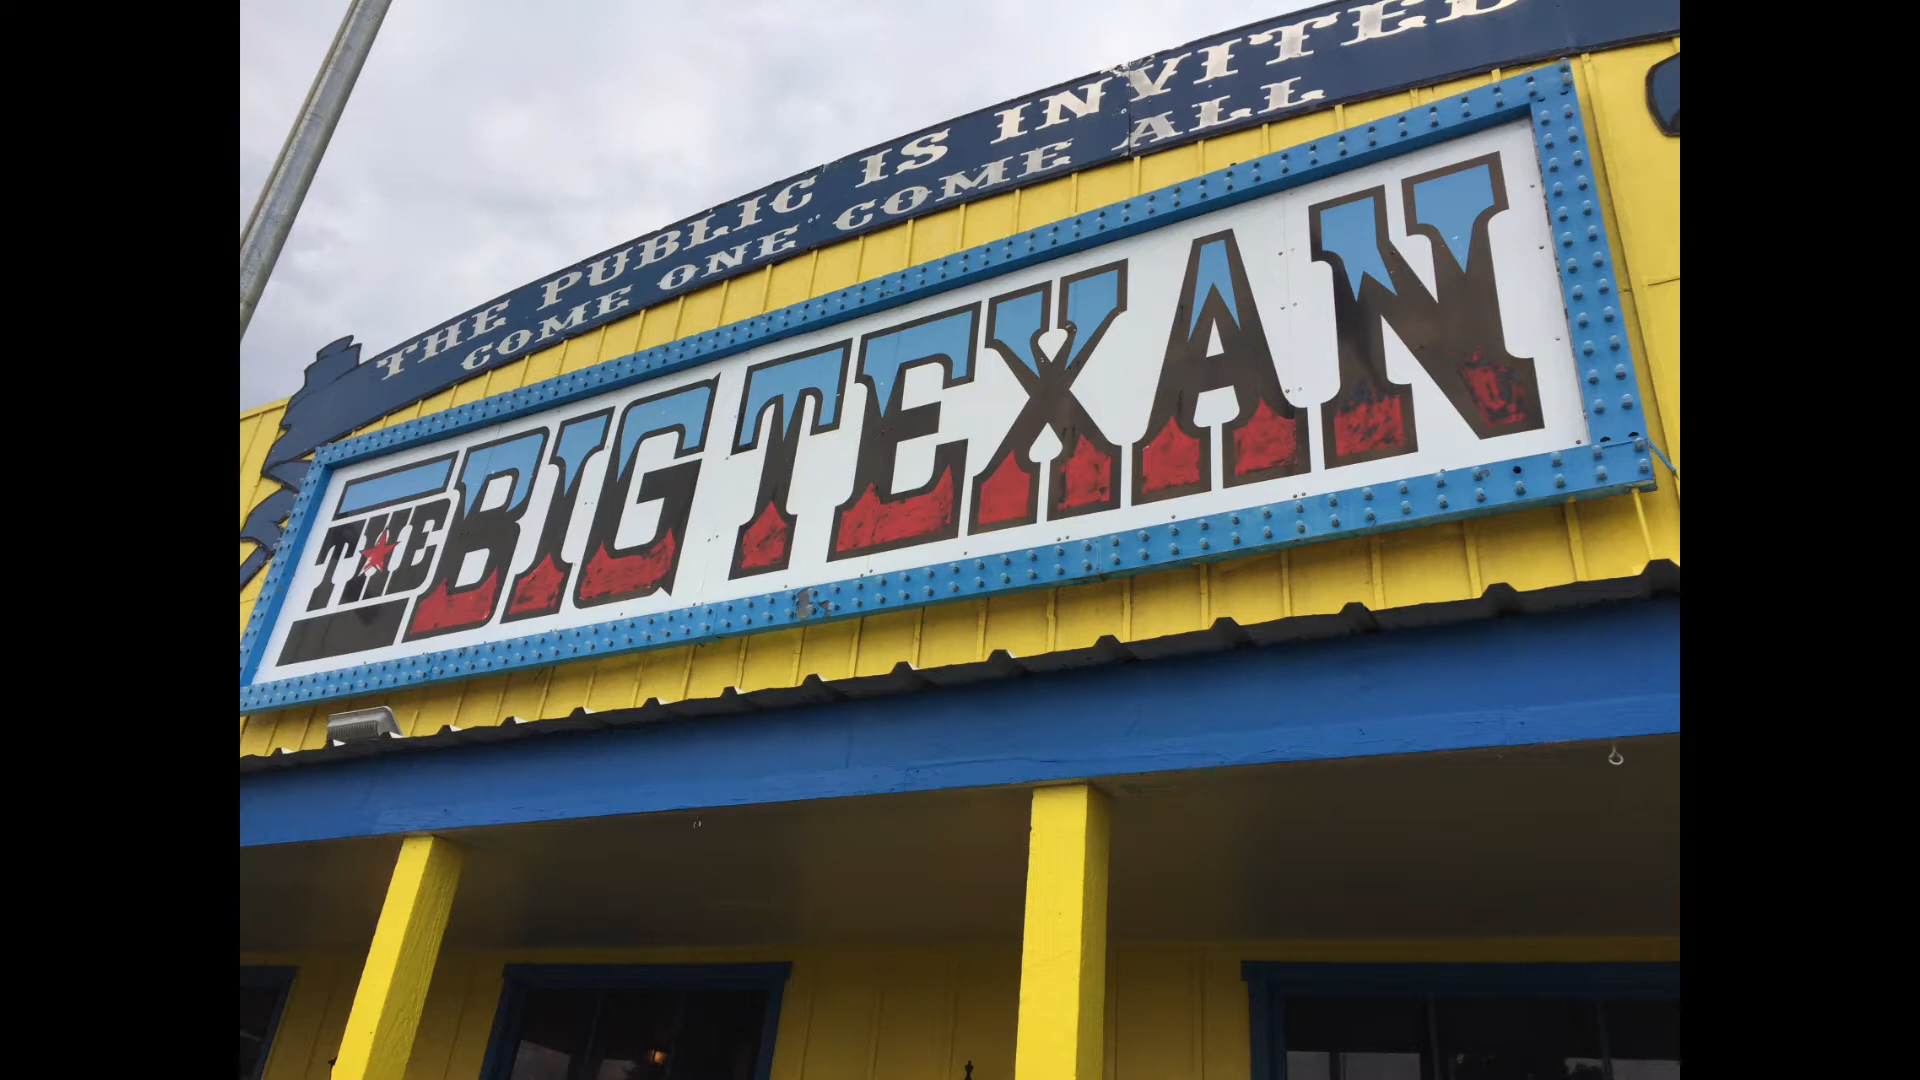 THE PUBLIC IS INVITED
COME ONE COME ALL
THE BIG TEXAN